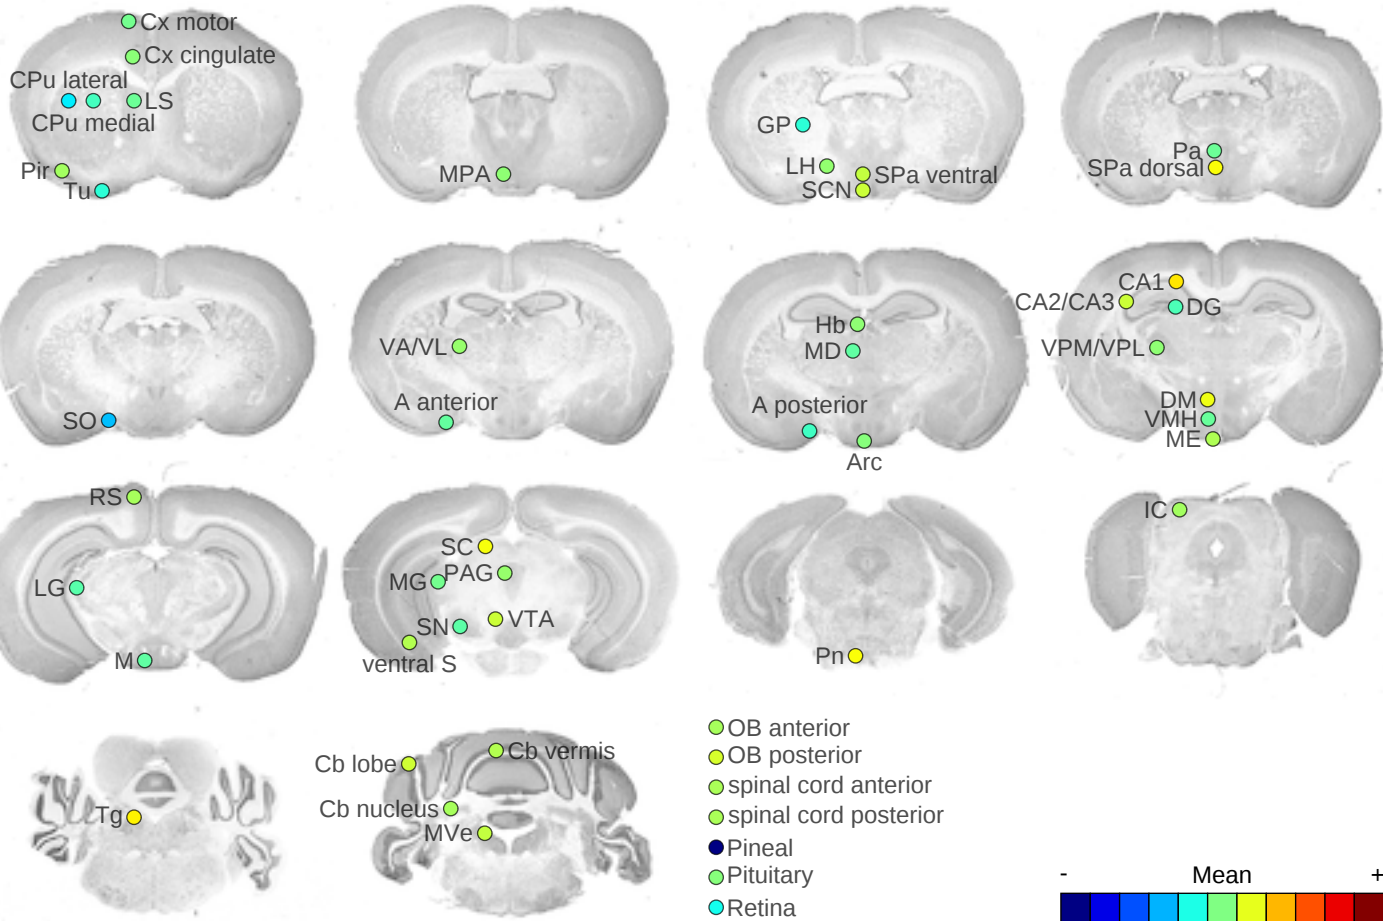 Cx motor
Cx cingulate
CPu lateral
LS
CPu medial
Pir
Tu
MPA
GP
LH
SPa ventral
SCN
Pa
SPa dorsal
SO
VA/VL
A anterior
Hb
MD
A posterior
Arc
CA1
CA2/CA3
DG
VPM/VPL
DM
VMH
ME
RS
LG
M
SC
PAG
MG
VTA
SN
ventral S
Pn
IC
Tg
Cb vermis
Cb lobe
Cb nucleus
MVe
OB anterior
OB posterior
spinal cord anterior
spinal cord posterior
Pineal
Pituitary
Retina
- Mean +